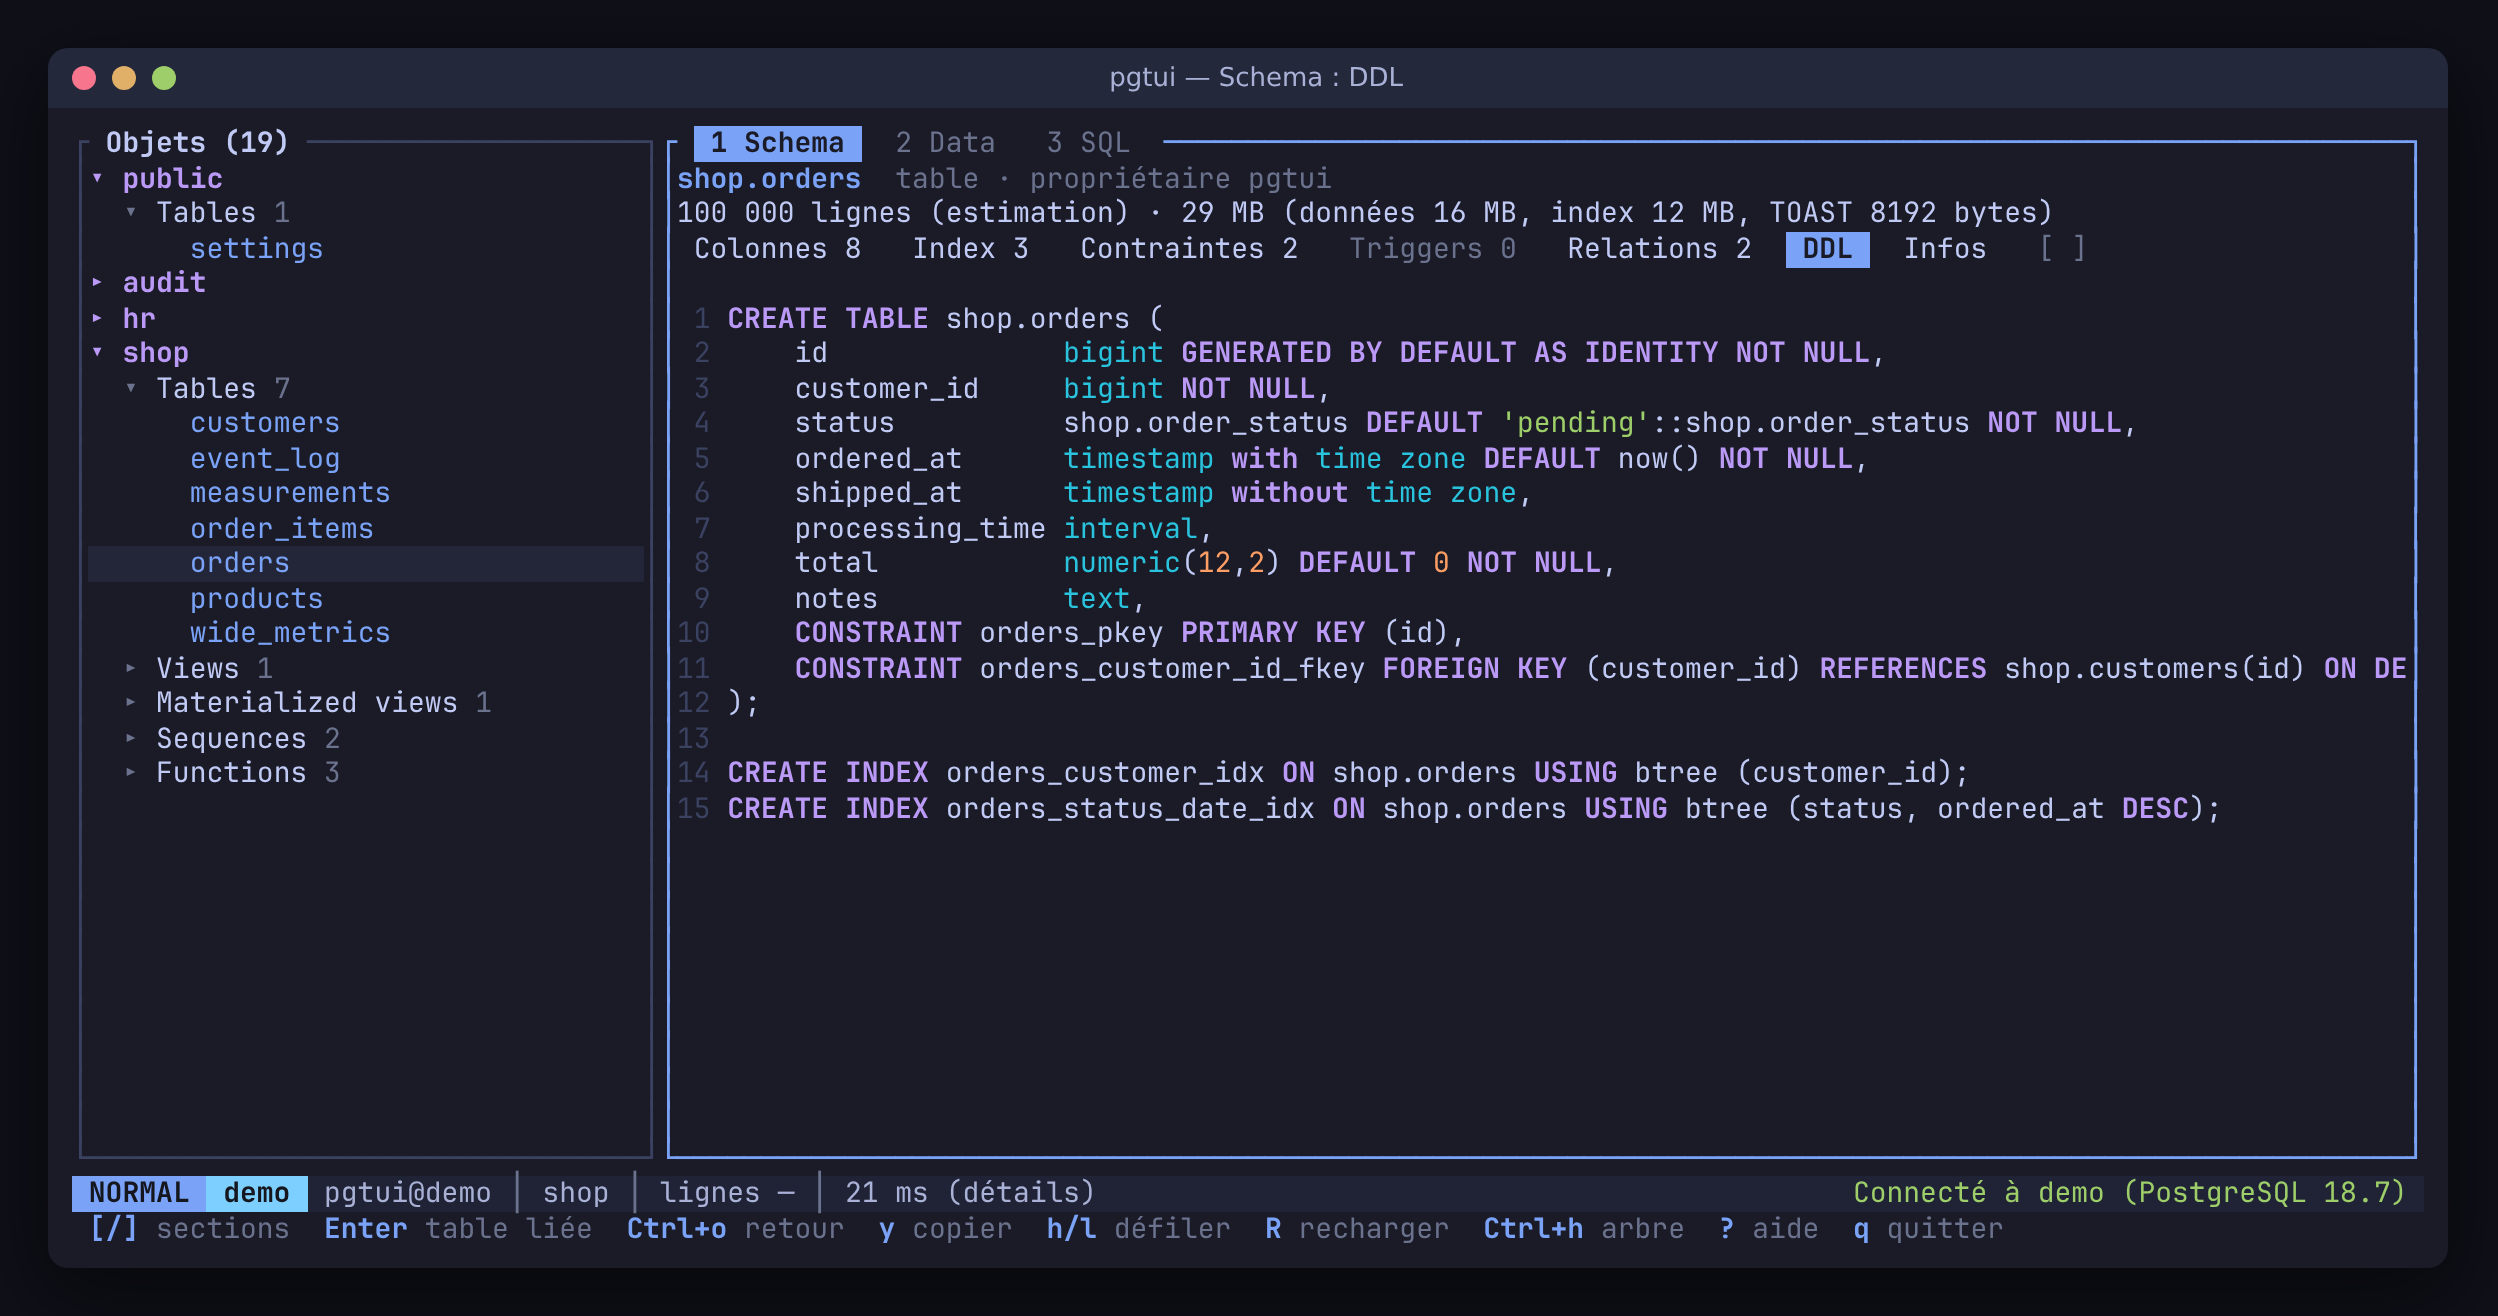 pgtui — Schema : DDL
Objets (19)
▾ public
▾ Tables 1
settings
▸ audit
▸ hr
▾ shop
▾ Tables 7
customers
event_log
measurements
order_items
orders
products
wide_metrics
▸ Views 1
▸ Materialized views 1
▸ Sequences 2
▸ Functions 3
1 Schema 2 Data 3 SQL
shop.orders table · propriétaire pgtui
100 000 lignes (estimation) · 29 MB (données 16 MB, index 12 MB, TOAST 8192 bytes)
Colonnes 8 Index 3 Contraintes 2 Triggers 0 Relations 2 DDL Infos [ ]
1 CREATE TABLE shop.orders (
2     id              bigint GENERATED BY DEFAULT AS IDENTITY NOT NULL,
3     customer_id     bigint NOT NULL,
4     status          shop.order_status DEFAULT 'pending'::shop.order_status NOT NULL,
5     ordered_at      timestamp with time zone DEFAULT now() NOT NULL,
6     shipped_at      timestamp without time zone,
7     processing_time interval,
8     total           numeric(12,2) DEFAULT 0 NOT NULL,
9     notes           text,
10     CONSTRAINT orders_pkey PRIMARY KEY (id),
11     CONSTRAINT orders_customer_id_fkey FOREIGN KEY (customer_id) REFERENCES shop.customers(id) ON DE
12 );
13
14 CREATE INDEX orders_customer_idx ON shop.orders USING btree (customer_id);
15 CREATE INDEX orders_status_date_idx ON shop.orders USING btree (status, ordered_at DESC);
NORMAL demo pgtui@demo │ shop │ lignes — │ 21 ms (détails) Connecté à demo (PostgreSQL 18.7)
[/] sections Enter table liée Ctrl+o retour y copier h/l défiler R recharger Ctrl+h arbre ? aide q quitter